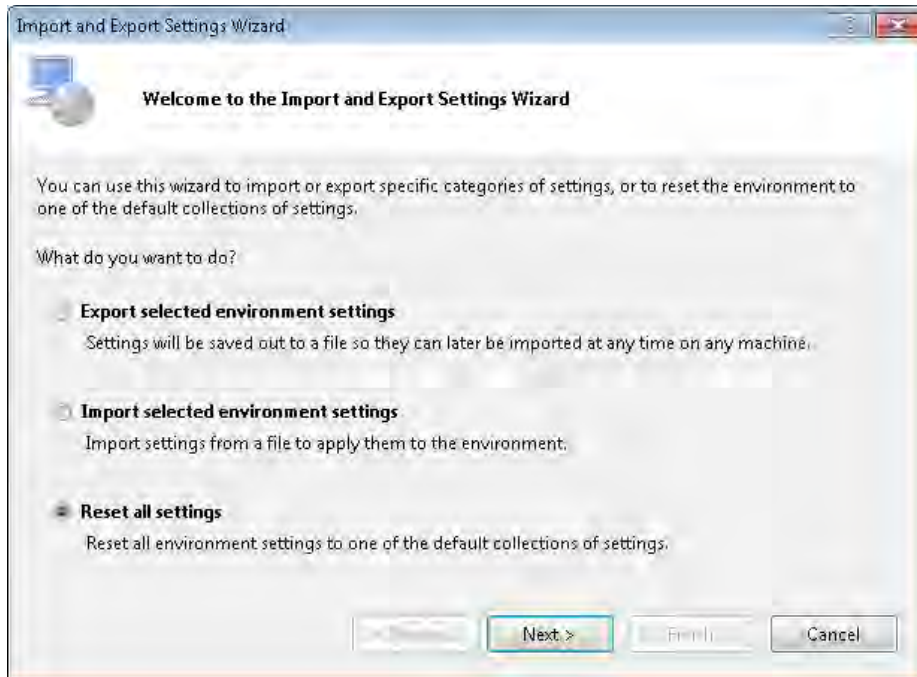 Import and Export Settings Wizard
Welcome to the Import and Export Settings Wizard
You can use this wizard to import or export specific categories of settings, or to reset the environment to
one of the default collections of settings.
What do you want to do?
Export selected environment settings
Settings will be saved out to a file so they can later be imported at any time on any machine.
Import selected environment settings
Import settings from a file to apply them to the environment.
Reset all settings
Reset all environment settings to one of the default collections of settings.
Next > Finish Cancel